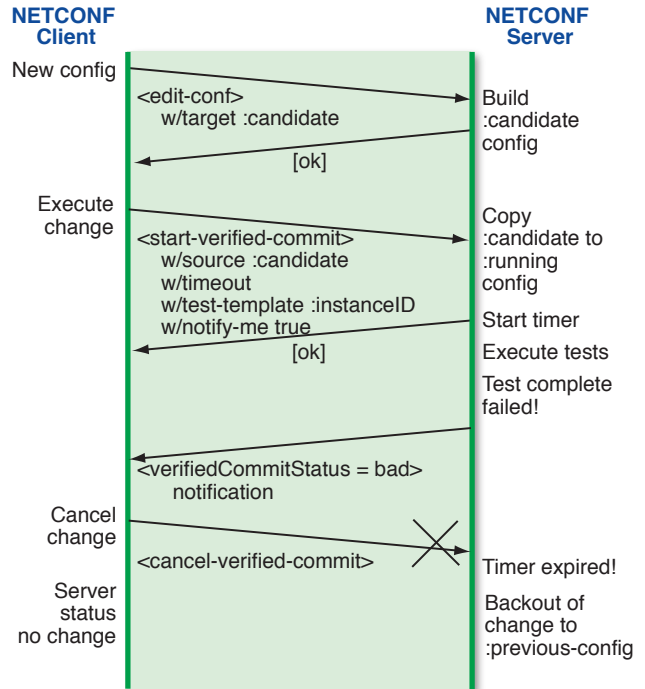 NETCONF
Client
NETCONF
Server
New config
<edit-conf>
w/target :candidate
Build
:candidate
config
[ok]
Execute
change
<start-verified-commit>
w/source :candidate
w/timeout
w/test-template :instanceID
w/notify-me true
Copy
:candidate to
:running
config
Start timer
[ok]
Execute tests
Test complete
failed!
<verifiedCommitStatus = bad>
notification
Cancel
change
<cancel-verified-commit>
Timer expired!
Server
status
no change
Backout of
change to
:previous-config